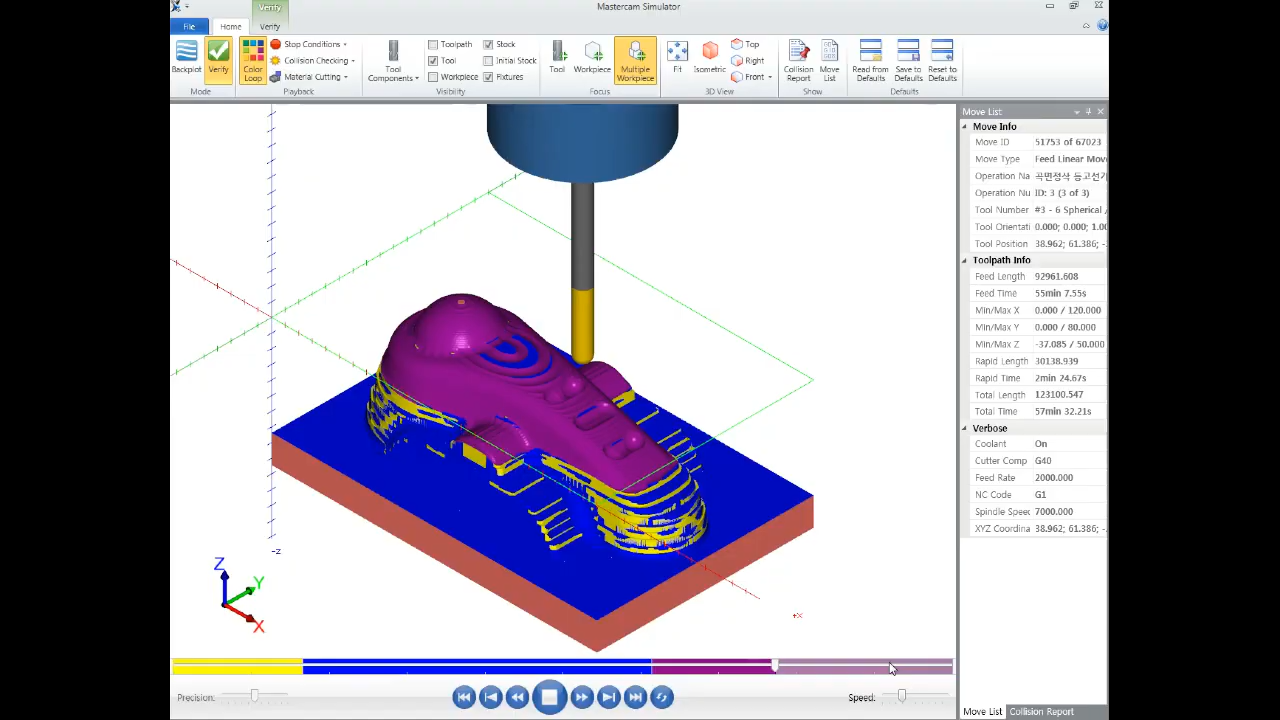 Verify
Mastercam Simulator
File
Home
Verify
Backplot
Verify
Mode
Color Loop
Stop Conditions
Collision Checking
Material Cutting
Playback
Tool Components
Toolpath
Tool
Workpiece
Stock
Initial Stock
Fixtures
Visibility
Tool
Workpiece
Multiple Workpiece
Focus
Fit
Isometric
Top
Right
Front
3D View
Collision Report
Move List
Show
Read from Defaults
Save to Defaults
Reset to Defaults
Defaults
Move List
Move Info
Move ID 51753 of 67023
Move Type Feed Linear Mov
Operation Na 곡면정삭 등고선가
Operation Nu ID: 3 (3 of 3)
Tool Number #3 - 6 Spherical /
Tool Orientati 0.000; 0.000; 1.00
Tool Position 38.962; 61.386; -
Toolpath Info
Feed Length 92961.608
Feed Time 55min 7.55s
Min/Max X 0.000 / 120.000
Min/Max Y 0.000 / 80.000
Min/Max Z -37.085 / 50.000
Rapid Length 30138.939
Rapid Time 2min 24.67s
Total Length 123100.547
Total Time 57min 32.21s
Verbose
Coolant On
Cutter Comp G40
Feed Rate 2000.000
NC Code G1
Spindle Speed 7000.000
XYZ Coordina 38.962; 61.386; -
-Z
+X
Z
Y
X
Precision:
Speed:
Move List
Collision Report